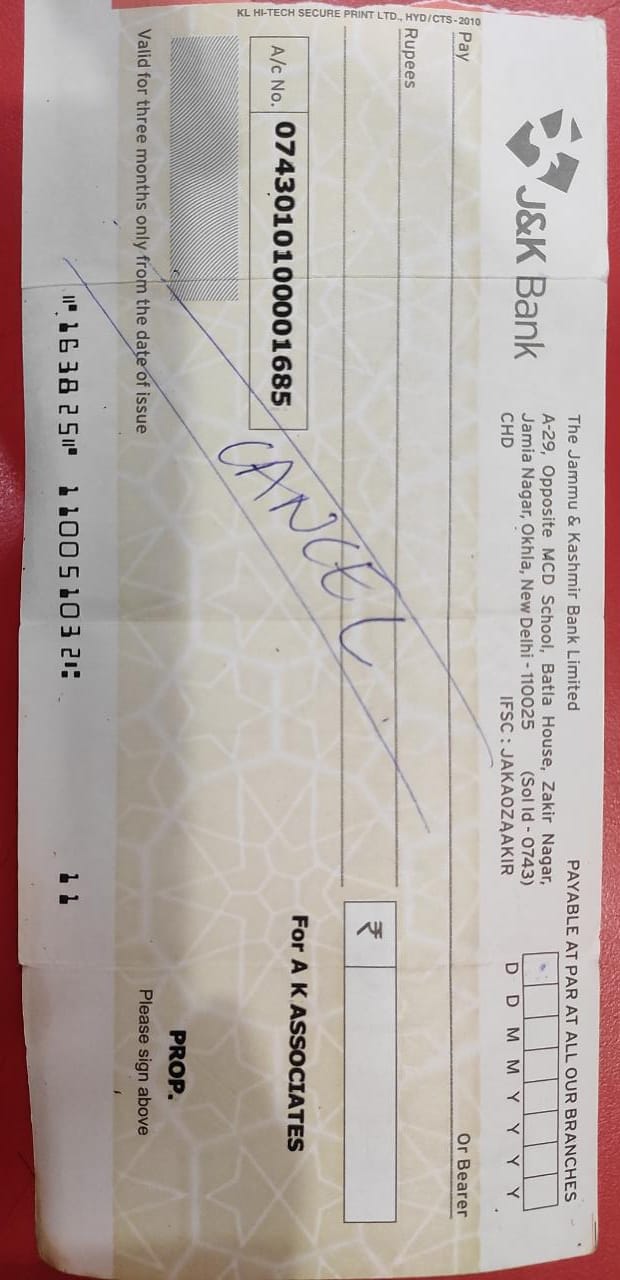 KL HI-TECH SECURE PRINT LTD., HYD/CTS-2010
J&K Bank
The Jammu & Kashmir Bank Limited
A-29, Opposite MCD School, Batla House, Zakir Nagar,
Jamia Nagar, Okhla, New Delhi - 110025 (Sol Id - 0743)
CHD IFSC : JAKA0ZAAKIR
PAYABLE AT PAR AT ALL OUR BRANCHES
D D M M Y Y Y Y
Pay Or Bearer
Rupees
₹
A/c No. 0743010100001685
CANCEL
For A K ASSOCIATES
PROP.
Valid for three months only from the date of issue
Please sign above
⑈163825⑈ 110051032⑆ 11